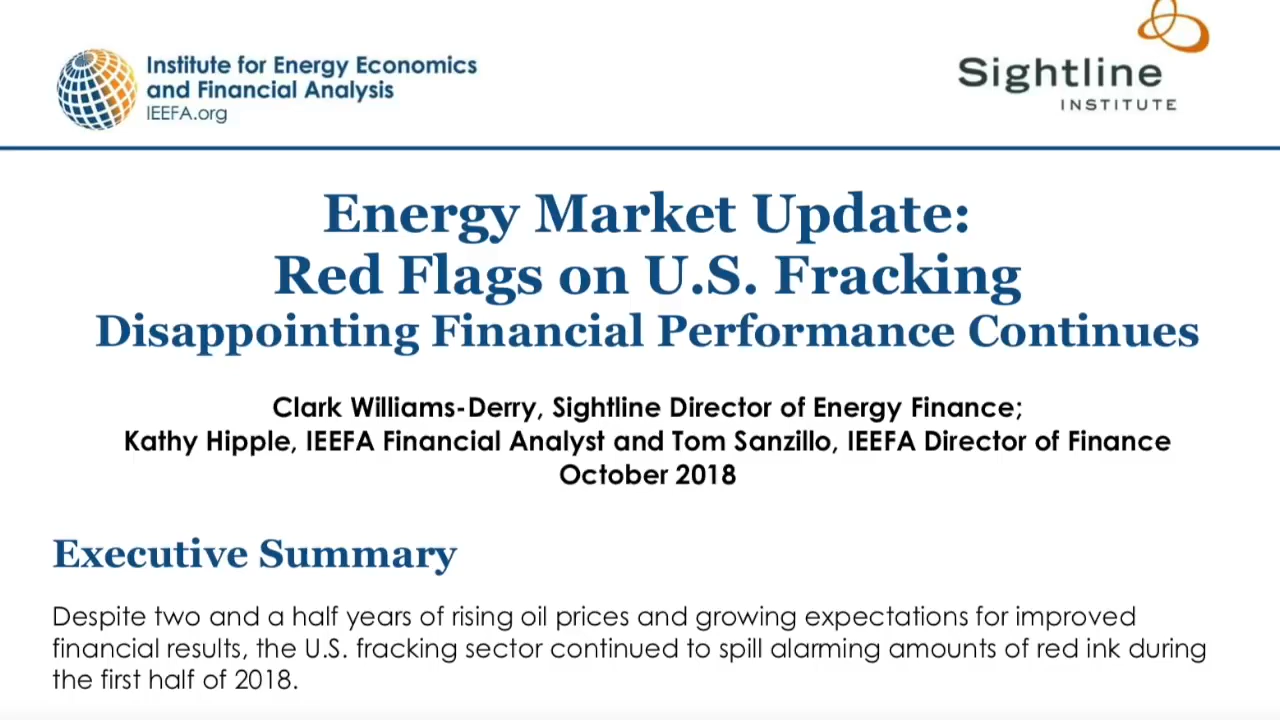 Institute for Energy Economics
and Financial Analysis
IEEFA.org
Sightline
INSTITUTE
Energy Market Update:
Red Flags on U.S. Fracking
Disappointing Financial Performance Continues
Clark Williams-Derry, Sightline Director of Energy Finance;
Kathy Hipple, IEEFA Financial Analyst and Tom Sanzillo, IEEFA Director of Finance
October 2018
Executive Summary
Despite two and a half years of rising oil prices and growing expectations for improved
financial results, the U.S. fracking sector continued to spill alarming amounts of red ink during
the first half of 2018.